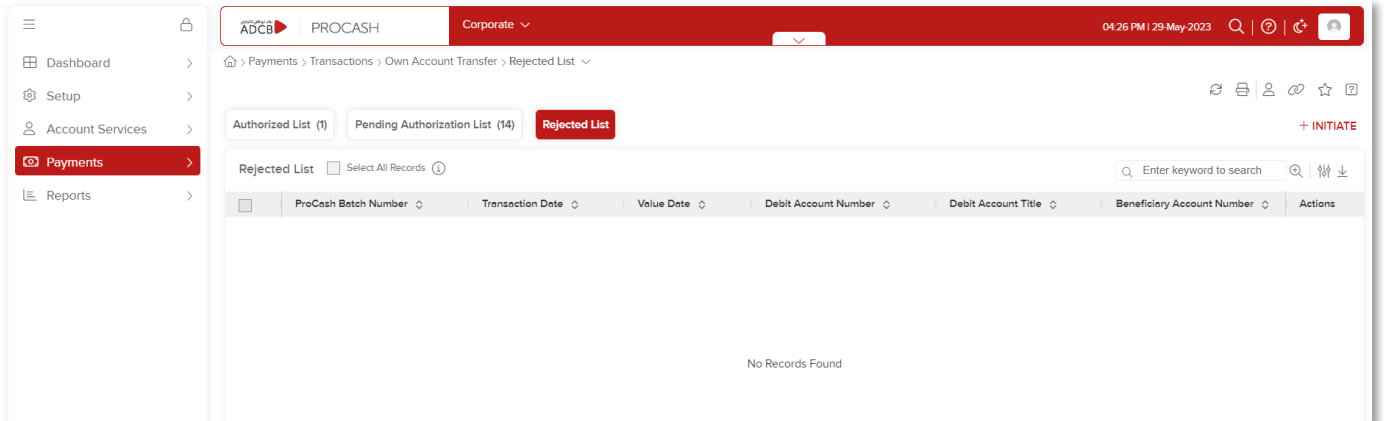 بنك أبوظبي التجاري
ADCB PROCASH Corporate 04:26 PM | 29-May-2023
Dashboard
Setup
Account Services
Payments
Reports
Payments > Transactions > Own Account Transfer > Rejected List
Authorized List (1) Pending Authorization List (14) Rejected List + INITIATE
Rejected List Select All Records Enter keyword to search
ProCash Batch Number Transaction Date Value Date Debit Account Number Debit Account Title Beneficiary Account Number Actions
No Records Found